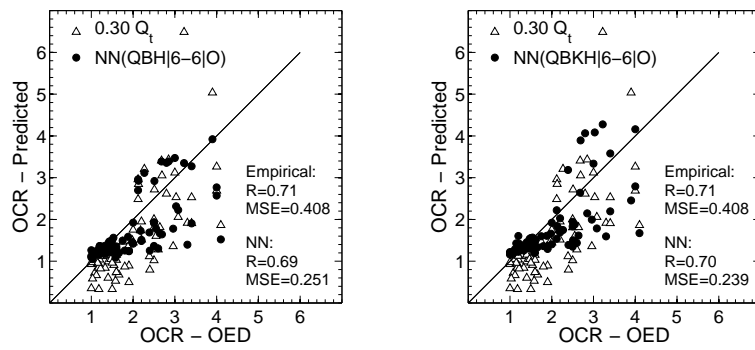 0.30 Q_t
NN(QBH|6−6|O)
6
5
4
3
2
1
OCR − Predicted
Empirical:
R=0.71
MSE=0.408
NN:
R=0.69
MSE=0.251
1 2 3 4 5 6
OCR − OED
0.30 Q_t
NN(QBKH|6−6|O)
6
5
4
3
2
1
OCR − Predicted
Empirical:
R=0.71
MSE=0.408
NN:
R=0.70
MSE=0.239
1 2 3 4 5 6
OCR − OED